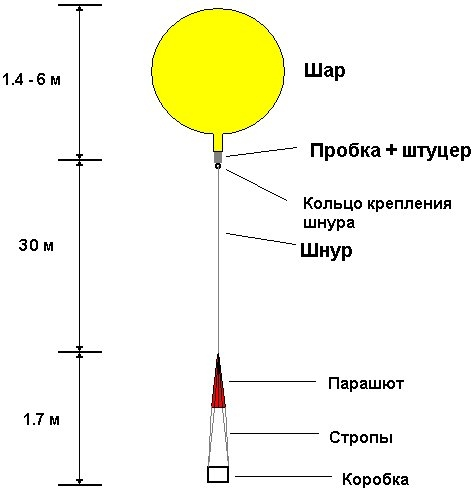 1.4 - 6 м
Шар
Пробка + штуцер
Кольцо крепления
шнура
Шнур
30 м
Парашют
1.7 м
Стропы
Коробка